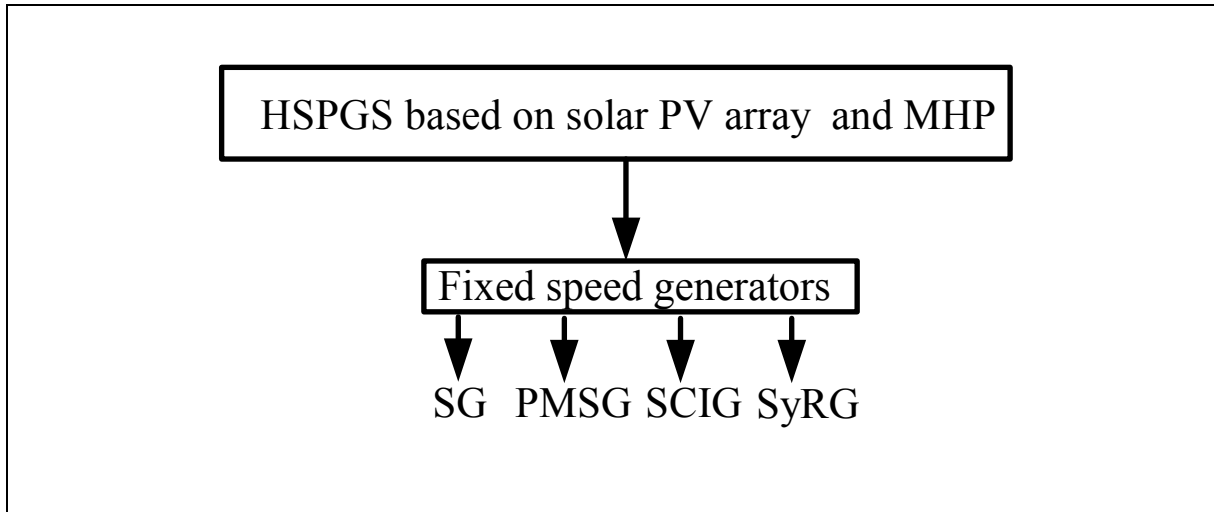 HSPGS based on solar PV array and MHP
Fixed speed generators
SG PMSG SCIG SyRG